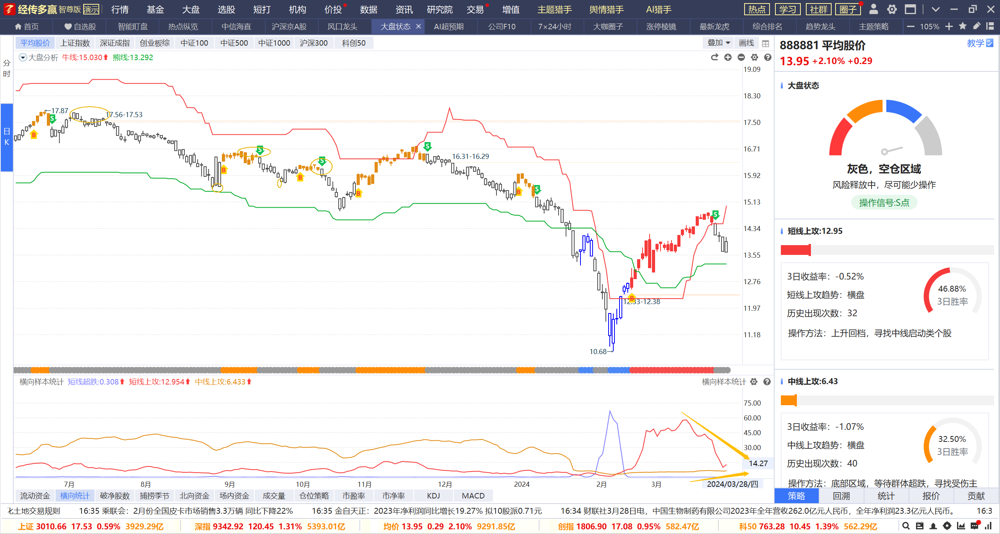 经传多赢 智尊版 演示 行情 基金 大盘 选股 短打 机构 价投 数据 资讯 研究院 交易 增值 主题猎手 舆情猎手 AI猎手 热点 学习 社群 圈子
首页 自选股 智能盯盘 热点纵览 中信海直 沪深京A股 风口龙头 大盘状态 AI超预期 公司F10 7×24小时 大咖圈子 涨停棱镜 最新龙虎 综合排名 趋势龙头 主题策略 105%
平均股价 上证指数 深证成指 创业板综 中证100 中证500 中证1000 沪深300 科创50 叠加 画线
分时
日K
大盘分析 牛线:15.030 熊线:13.292
19.09
18.30
17.50
16.71
15.92
15.13
14.34
13.55
12.76
11.97
11.18
←17.87
17.56-17.53
16.31-16.29
12.33-12.38
10.68→
B S B S B S B S B S B S
横向样本统计 短线超跌:0.308 短线上攻:12.954 中线上攻:6.433 横向样本统计
75.00
60.00
45.00
30.00
14.27
7月 8月 9月 10月 11月 12月 2024 2月 3月 2024/03/28/四
流动资金 横向统计 破净股数 捕捞季节 北向资金 场内资金 成交量 仓位策略 市盈率 市净率 KDJ MACD
888881 平均股价 教学
13.95 +2.10% +0.29
大盘状态
灰色，空仓区域
风险释放中，尽可能少操作
操作信号:S点
短线上攻:12.95
3日收益率：-0.52%
短线上攻趋势：横盘
历史出现次数：32
操作方法：上升回档，寻找中线启动类个股
46.88%
3日胜率
中线上攻:6.43
3日收益率：-1.07%
中线上攻趋势：横盘
历史出现次数：40
操作方法：底部区域，等待群体超跌，寻找受伤主
32.50%
3日胜率
策略 回溯 统计 报价 贡献
化土地交易规则 16:35 乘联会：2月份全国皮卡市场销售3.3万辆 同比下降22% 16:35 金自天正：2023年净利润同比增长19.27% 拟10股派0.71元 16:34 财联社3月28日电，中国生物制药有限公司2023年全年营收262.0亿元人民币，全年净利润23.3亿元人民币。 16:3
上证 3010.66 17.53 0.59% 3929.29亿 深指 9342.92 120.45 1.31% 5393.01亿 均价 13.95 0.29 2.10% 9291.85亿 创指 1806.90 17.08 0.95% 582.47亿 科50 763.28 10.45 1.39% 562.29亿